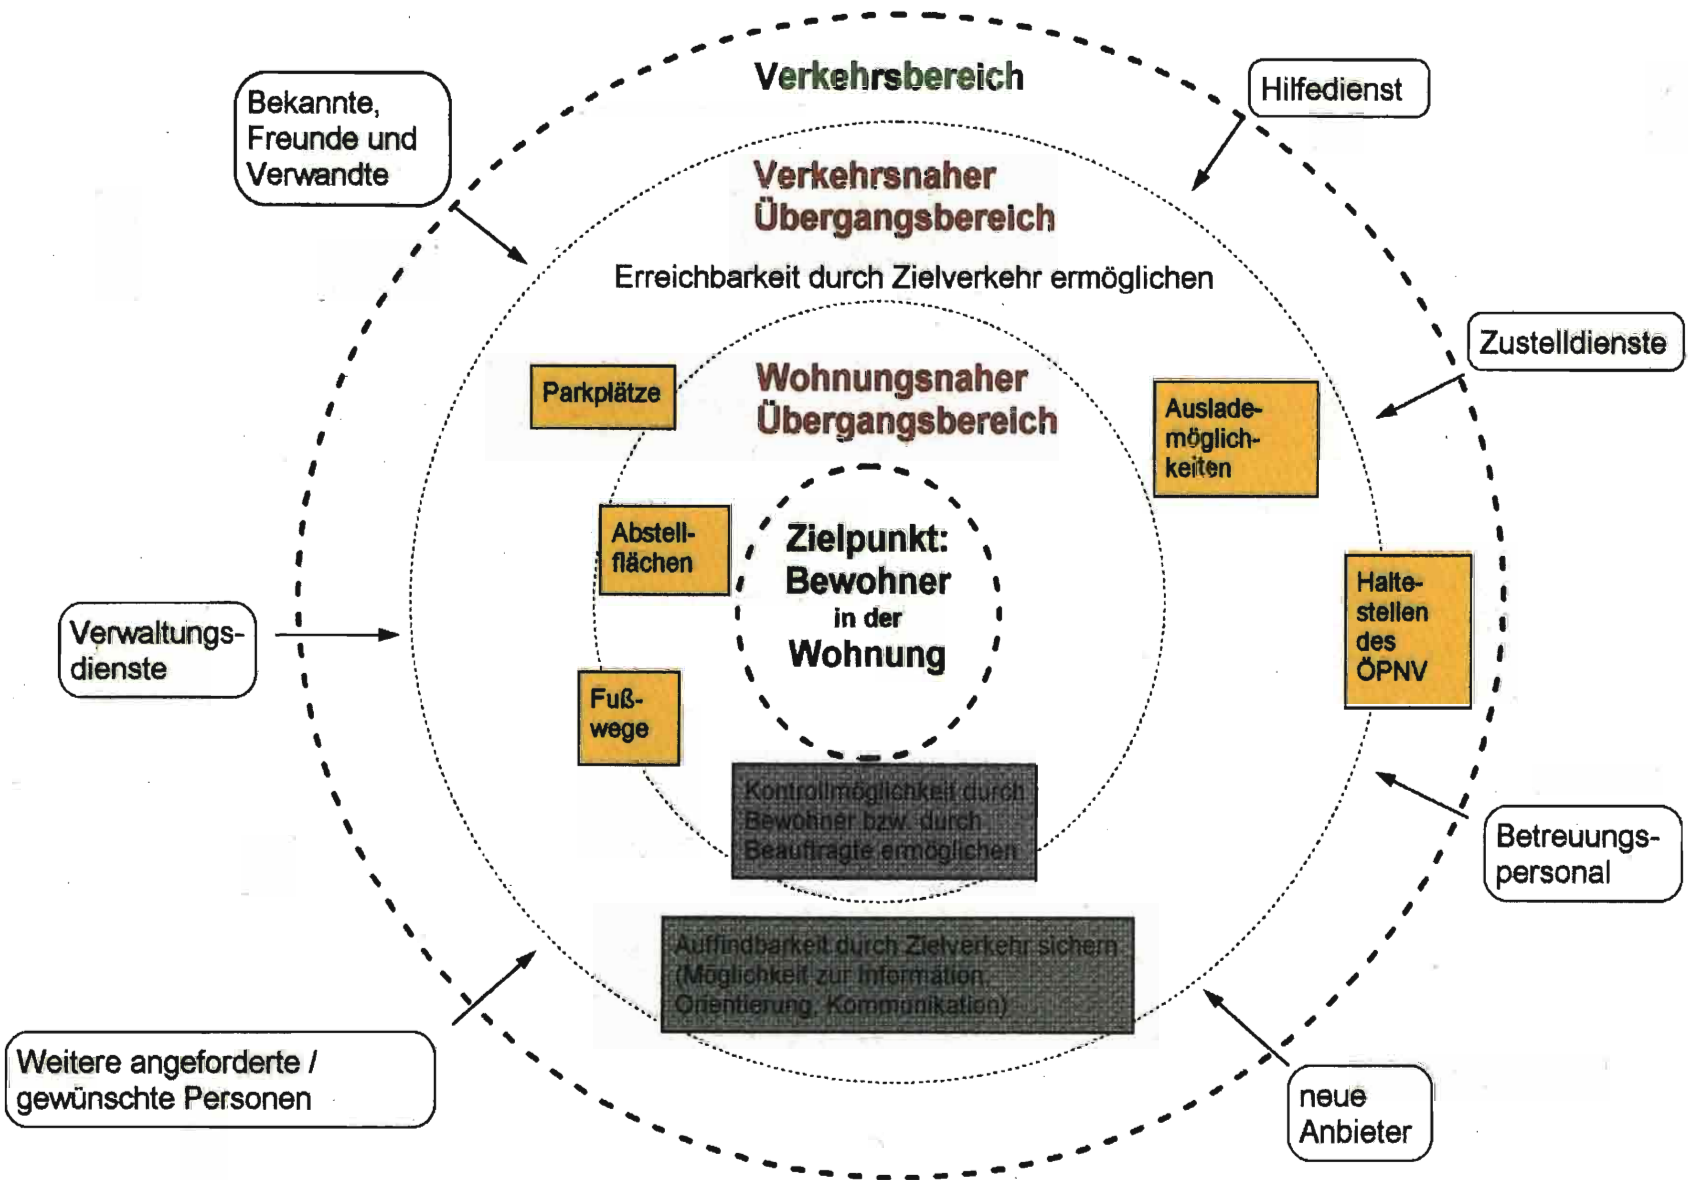 Verkehrsbereich
Hilfedienst
Bekannte,
Freunde und
Verwandte
Verkehrsnaher
Übergangsbereich
Erreichbarkeit durch Zielverkehr ermöglichen
Zustelldienste
Wohnungsnaher
Übergangsbereich
Parkplätze
Auslade-
möglich-
keiten
Abstell-
flächen
Zielpunkt:
Bewohner
in der
Wohnung
Halte-
stellen
des
ÖPNV
Verwaltungs-
dienste
Fuß-
wege
Kontrollmöglichkeit durch
Bewohner bzw. durch
Beauftragte ermöglichen
Betreuungs-
personal
Auffindbarkeit durch Zielverkehr sichern
(Möglichkeit zur Information,
Orientierung, Kommunikation)
Weitere angeforderte /
gewünschte Personen
neue
Anbieter